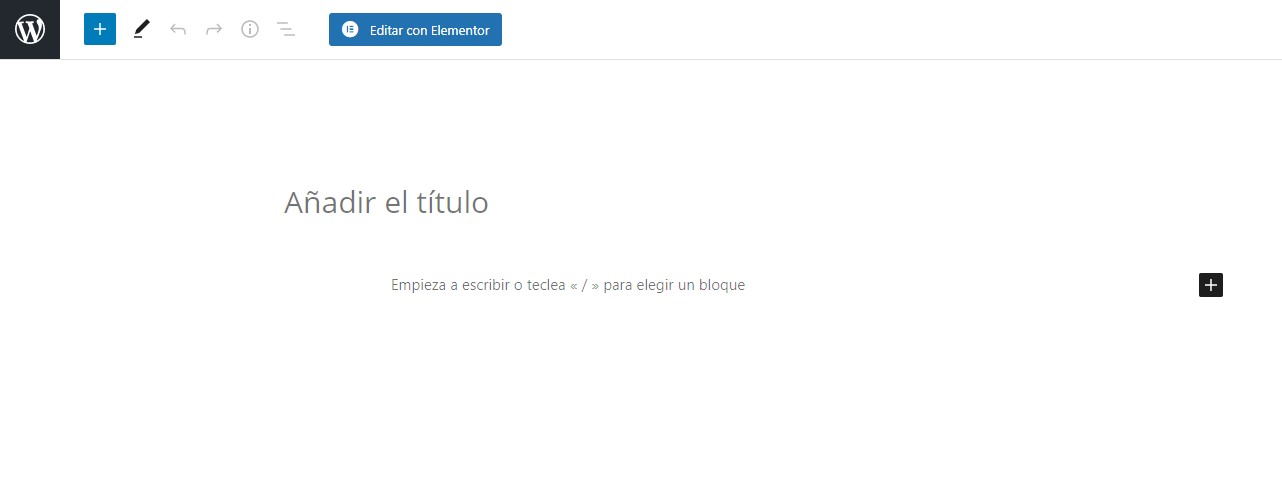 Editar con Elementor
Añadir el título
Empieza a escribir o teclea « / » para elegir un bloque